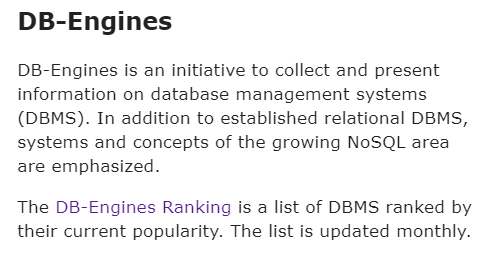 DB-Engines
DB-Engines is an initiative to collect and present
information on database management systems
(DBMS). In addition to established relational DBMS,
systems and concepts of the growing NoSQL area
are emphasized.
The DB-Engines Ranking is a list of DBMS ranked by
their current popularity. The list is updated monthly.